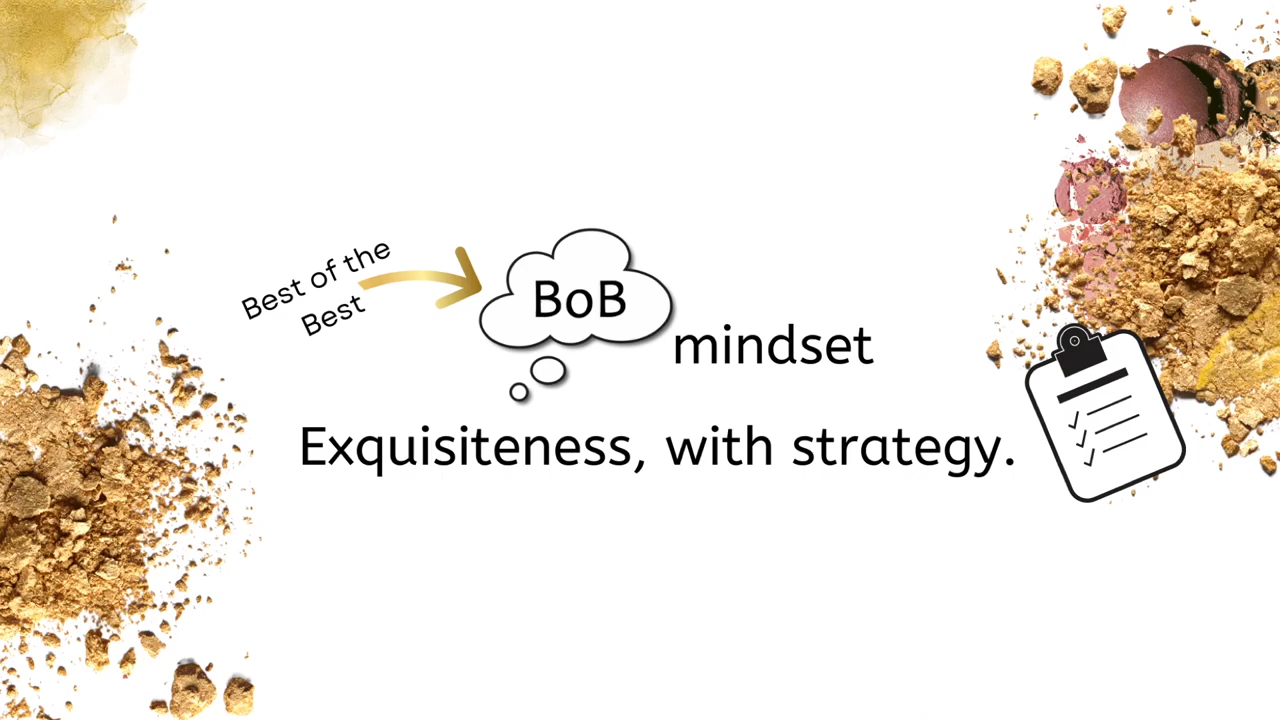 Best of the
Best
BoB
mindset
Exquisiteness, with strategy.